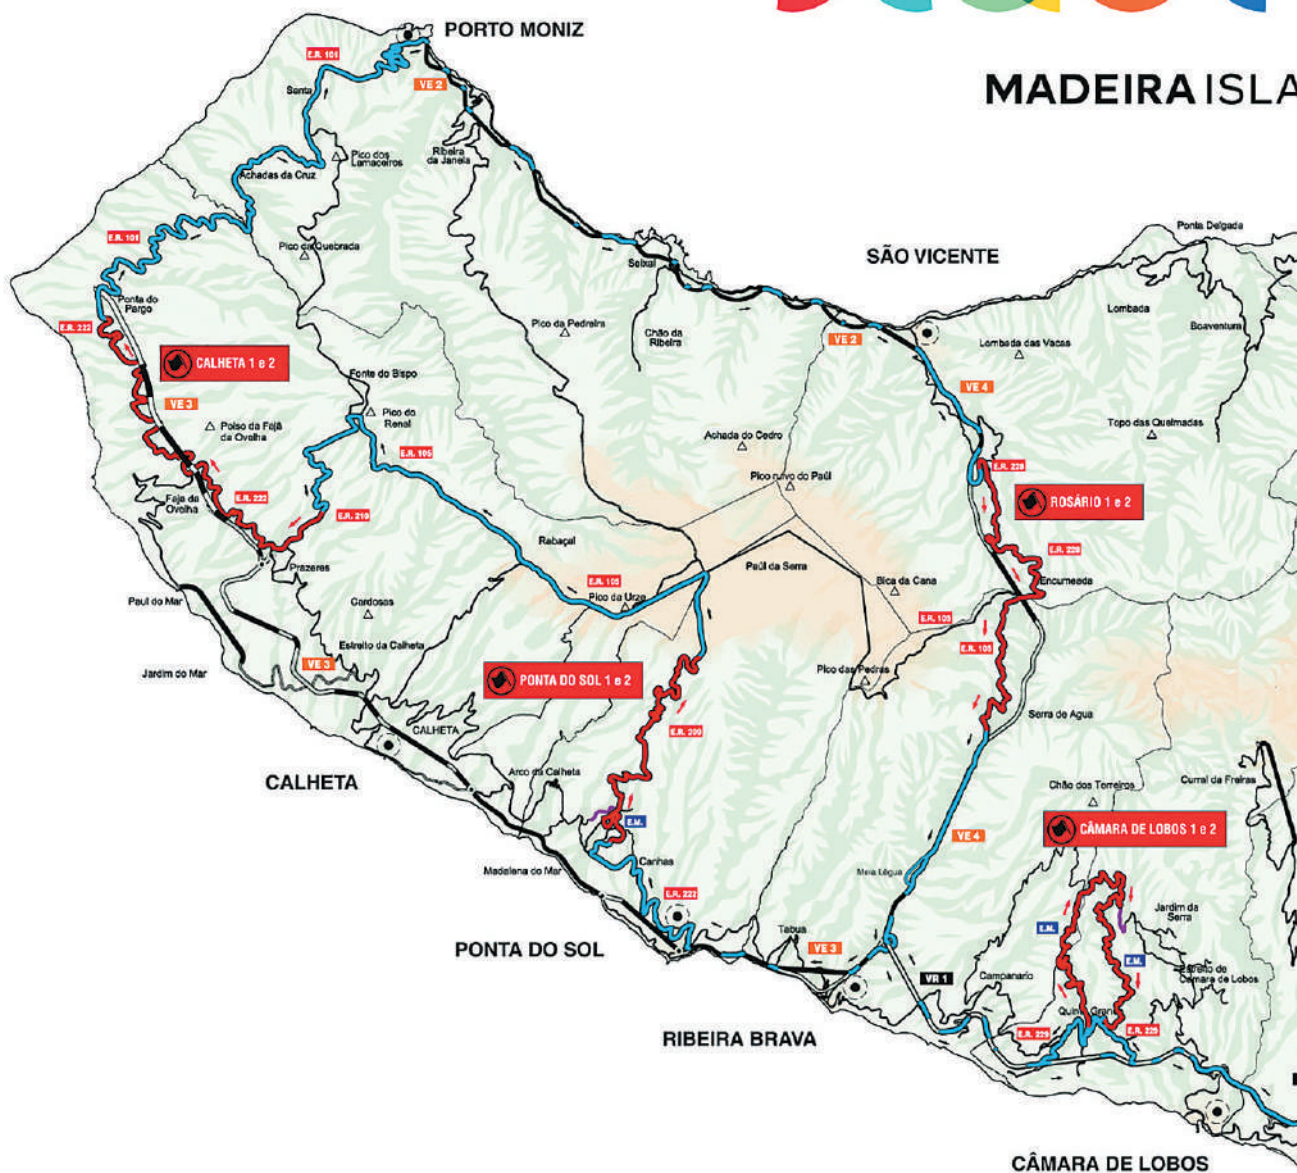 PORTO MONIZ
E.R. 101
VE 2
MADEIRA ISLA
Santa
Pico dos
Lamaceiros
Ribeira
da Janela
Achadas da Cruz
E.R. 101
Pico da Quebrada
Ponta Delgada
SÃO VICENTE
Seixal
Ponta do
Pargo
Lombada
E.R. 222
Pico da Pedreira
Chão da
Ribeira
Boaventura
VE 2
Lombada das Vacas
CALHETA 1 e 2
Fonte do Bispo
VE 4
VE 3
Pico do
Poiso da Fajã
da Ovelha
Topo das Queimadas
Achada do Cedro
E.R. 105
E.R. 228
Pico ruivo do Paúl
Faja da
Ovelha
E.R. 222
ROSÁRIO 1 e 2
E.R. 210
Rabaçal
E.R. 228
Prazeres
Paúl da Serra
Encumeada
E.R. 105
Bica da Cana
Paul do Mar
Cardosas
Pico da Urze
E.R. 105
Estreito da Calheta
E.R. 105
VE 3
Jardim do Mar
PONTA DO SOL 1 e 2
Pico das Pedras
Serra de Agua
CALHETA
E.R. 209
CALHETA
Arco da Calheta
Curral da Freiras
Chão dos Terreiros
E.M.
CÂMARA DE LOBOS 1 e 2
VE 4
Canhas
Madalena do Mar
Meia Légua
E.R. 222
Jardim da
Serra
E.M.
PONTA DO SOL
Tabua
VE 3
E.M.
VR 1
Campanario
Estreito de
Câmara de Lobos
RIBEIRA BRAVA
E.R. 229
E.R. 225
CÂMARA DE LOBOS